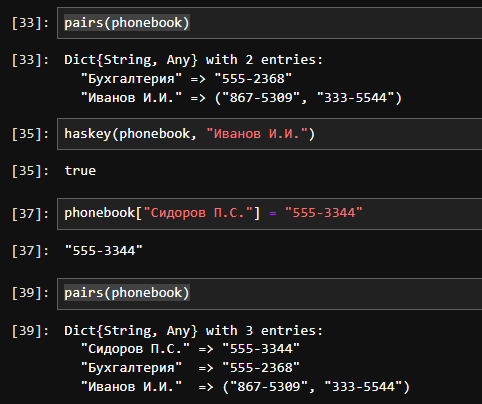 [33]: pairs(phonebook)
[33]: Dict{String, Any} with 2 entries:
"Бухгалтерия" => "555-2368"
"Иванов И.И." => ("867-5309", "333-5544")
[35]: haskey(phonebook, "Иванов И.И.")
[35]: true
[37]: phonebook["Сидоров П.С."] = "555-3344"
[37]: "555-3344"
[39]: pairs(phonebook)
[39]: Dict{String, Any} with 3 entries:
"Сидоров П.С." => "555-3344"
"Бухгалтерия"  => "555-2368"
"Иванов И.И."  => ("867-5309", "333-5544")